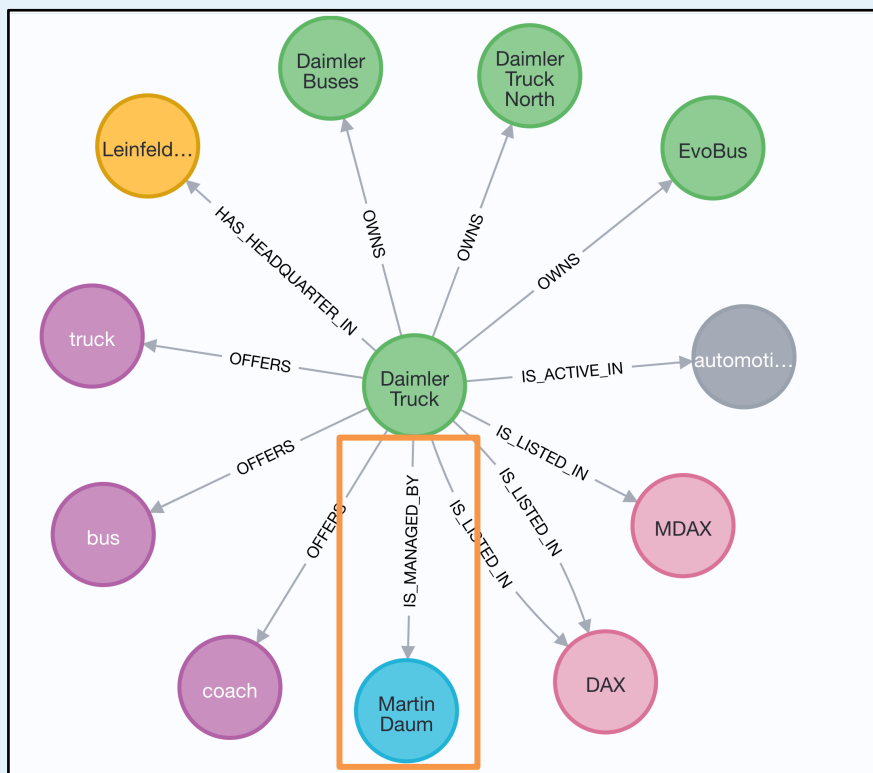 Daimler
Buses
Daimler
Truck
North
Leinfeld...
EvoBus
HAS_HEADQUARTER_IN
OWNS
OWNS
OWNS
truck
OFFERS
Daimler
Truck
IS_ACTIVE_IN
automoti...
OFFERS
IS_LISTED_IN
IS_LISTED_IN
IS_LISTED_IN
MDAX
bus
OFFERS
IS_MANAGED_BY
coach
Martin
Daum
DAX